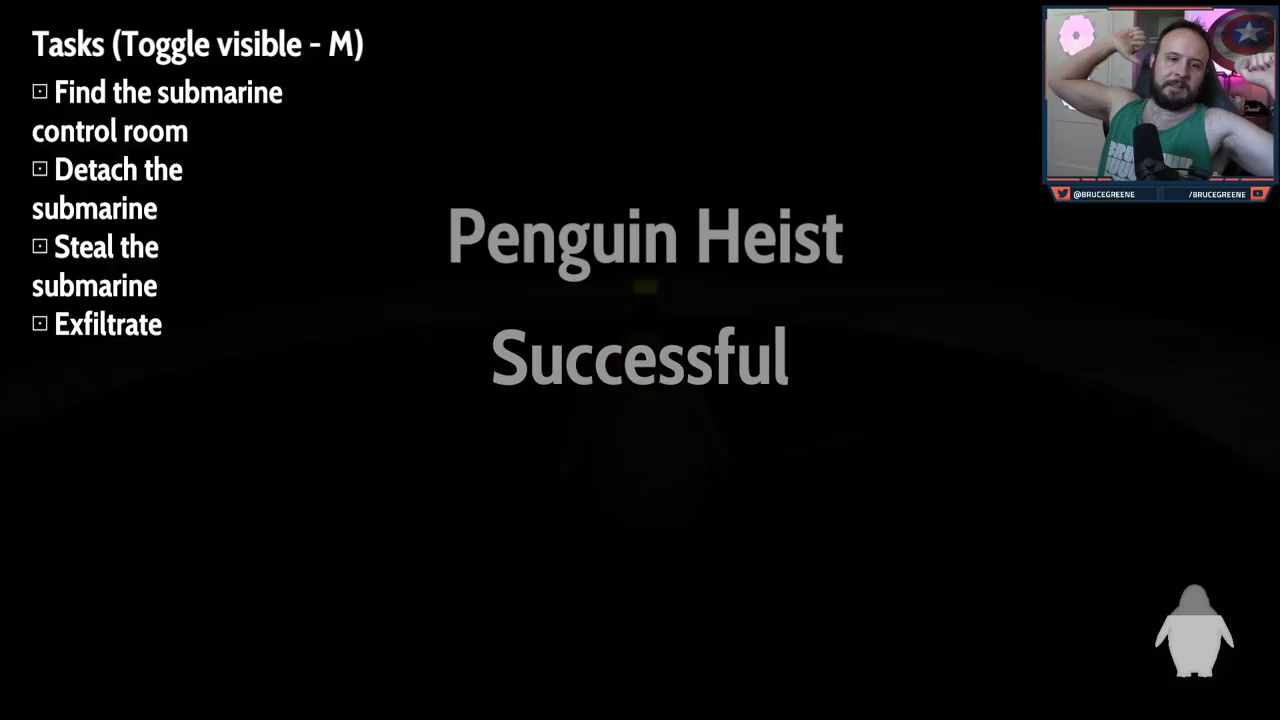 Tasks (Toggle visible - M)
Find the submarine
control room
Detach the
submarine
Steal the
submarine
Exfiltrate
Penguin Heist
Successful
@BRUCEGREENE
/BRUCEGREENE